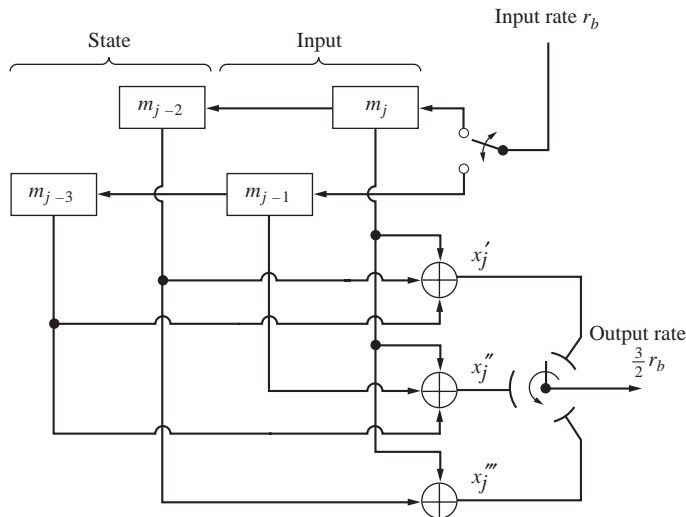 Input rate r_b
State
Input
m_{j-2}
m_j
m_{j-3}
m_{j-1}
x_j′
Output rate
3/2 r_b
x_j″
x_j‴